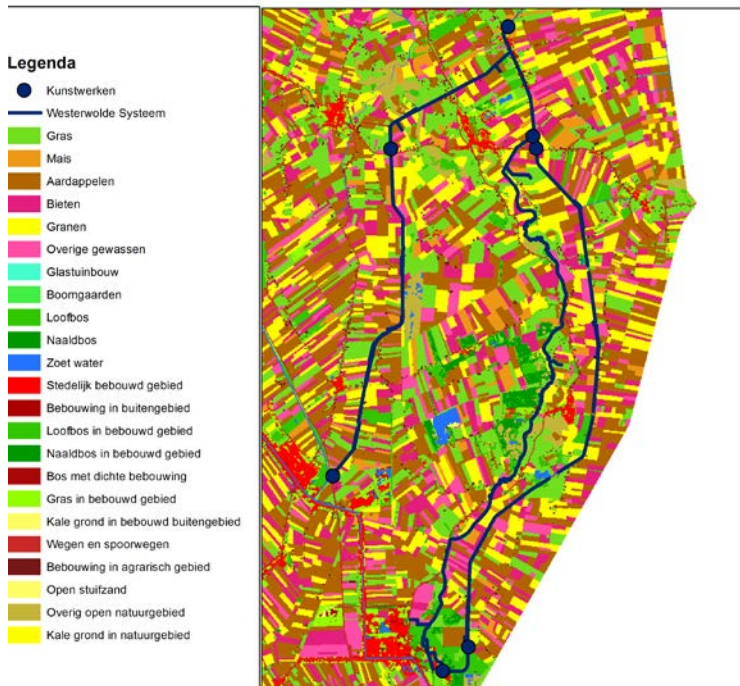 Legenda
Kunstwerken
Westerwolde Systeem
Gras
Mais
Aardappelen
Bieten
Granen
Overige gewassen
Glastuinbouw
Boomgaarden
Loofbos
Naaldbos
Zoet water
Stedelijk bebouwd gebied
Bebouwing in buitengebied
Loofbos in bebouwd gebied
Naaldbos in bebouwd gebied
Bos met dichte bebouwing
Gras in bebouwd gebied
Kale grond in bebouwd buitengebied
Wegen en spoorwegen
Bebouwing in agrarisch gebied
Open stuifzand
Overig open natuurgebied
Kale grond in natuurgebied